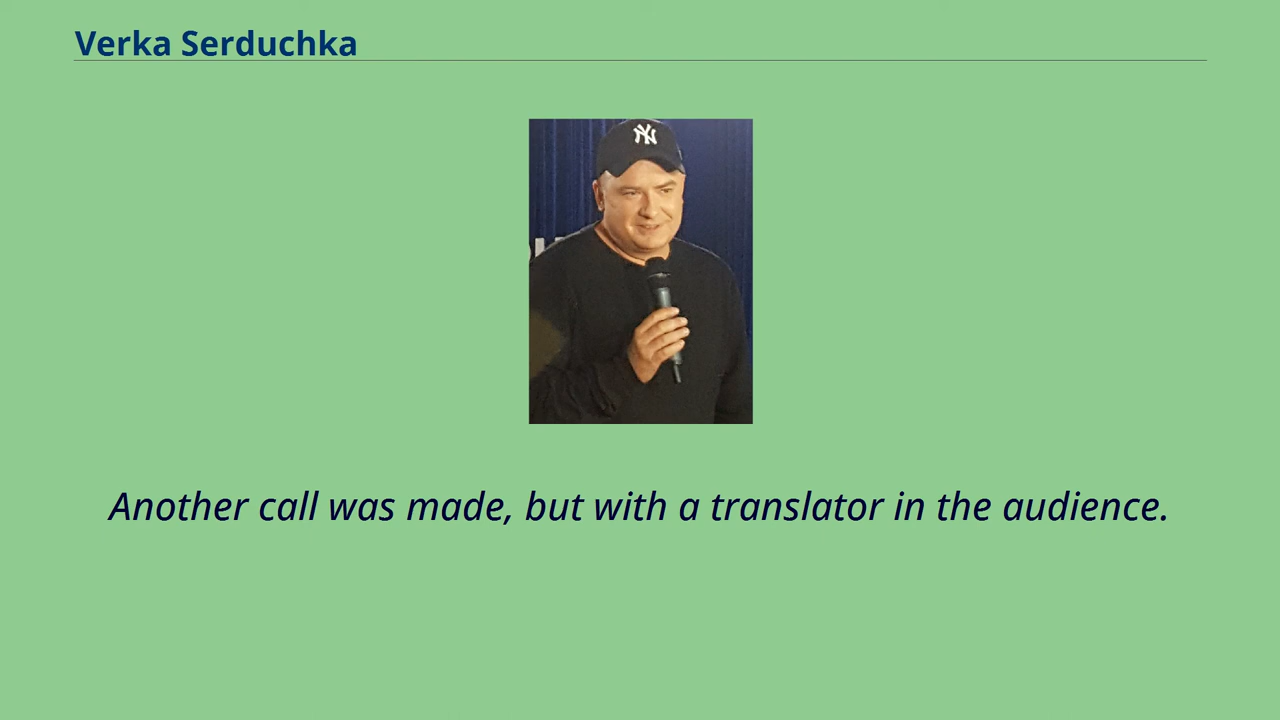 Verka Serduchka
NY
Another call was made, but with a translator in the audience.